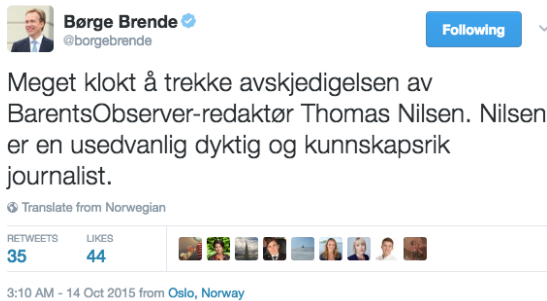 Børge Brende
@borgebrende
Following
Meget klokt å trekke avskjedigelsen av
BarentsObserver-redaktør Thomas Nilsen. Nilsen
er en usedvanlig dyktig og kunnskapsrik
journalist.
Translate from Norwegian
RETWEETS
35
LIKES
44
3:10 AM - 14 Oct 2015 from Oslo, Norway